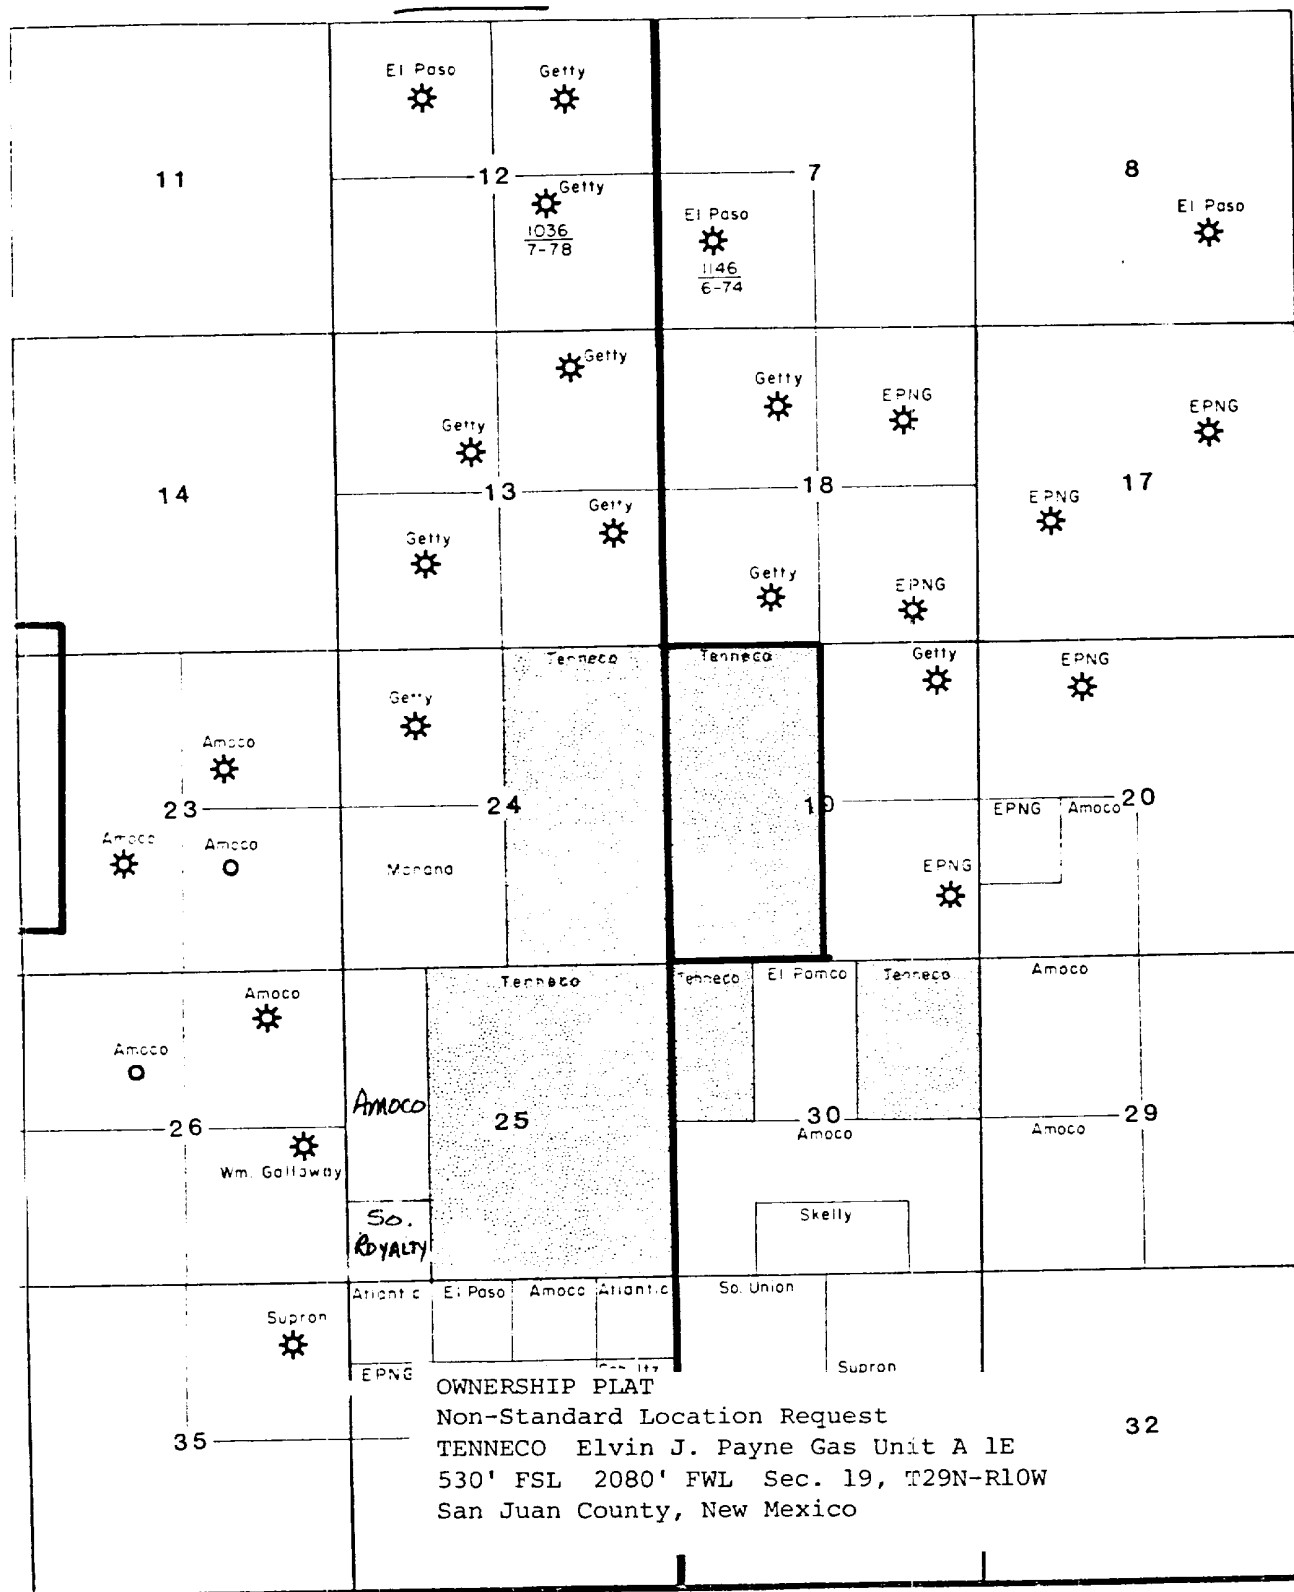 El Paso
Getty
11
12
7
8
Getty
1036
7-78
El Paso
1146
6-74
El Paso
Getty
Getty
EPNG
EPNG
Getty
14
13
18
17
Getty
EPNG
Getty
Getty
EPNG
Tenneco
Tenneco
Getty
EPNG
Getty
Amoco
23
24
19
EPNG
Amoco
20
Amoco
Amoco
Manana
EPNG
Tenneco
Tenneco
El Pamco
Tenneco
Amoco
Amoco
Amoco
AMOCO
25
30
29
26
Amoco
Amoco
Wm. Gallaway
So.
ROYALTY
Skelly
Atlantic
El Paso
Amoco
Atlantic
So. Union
Supron
EPNG
Supron
OWNERSHIP PLAT
Non-Standard Location Request
TENNECO Elvin J. Payne Gas Unit A 1E
530' FSL 2080' FWL Sec. 19, T29N-R10W
San Juan County, New Mexico
35
32